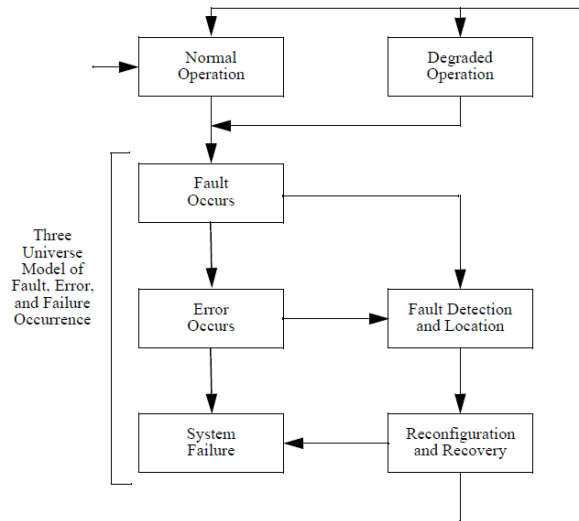 Normal
Operation
Degraded
Operation
Fault
Occurs
Three
Universe
Model of
Fault, Error,
and Failure
Occurrence
Error
Occurs
Fault Detection
and Location
System
Failure
Reconfiguration
and Recovery